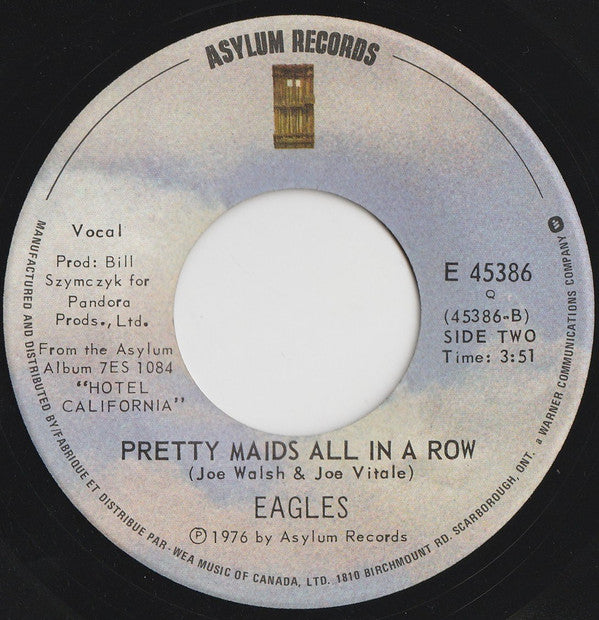 ASYLUM RECORDS
Vocal
Prod: Bill
Szymczyk for
Pandora
Prods., Ltd.
From the Asylum
Album 7ES 1084
"HOTEL
CALIFORNIA"
E 45386
Q
(45386-B)
SIDE TWO
Time: 3:51
PRETTY MAIDS ALL IN A ROW
(Joe Walsh & Joe Vitale)
EAGLES
℗ 1976 by Asylum Records
MANUFACTURED AND DISTRIBUTED BY/FABRIQUE ET DISTRIBUE PAR-WEA MUSIC OF CANADA, LTD. 1810 BIRCHMOUNT RD. SCARBOROUGH, ONT. a WARNER COMMUNICATIONS COMPANY